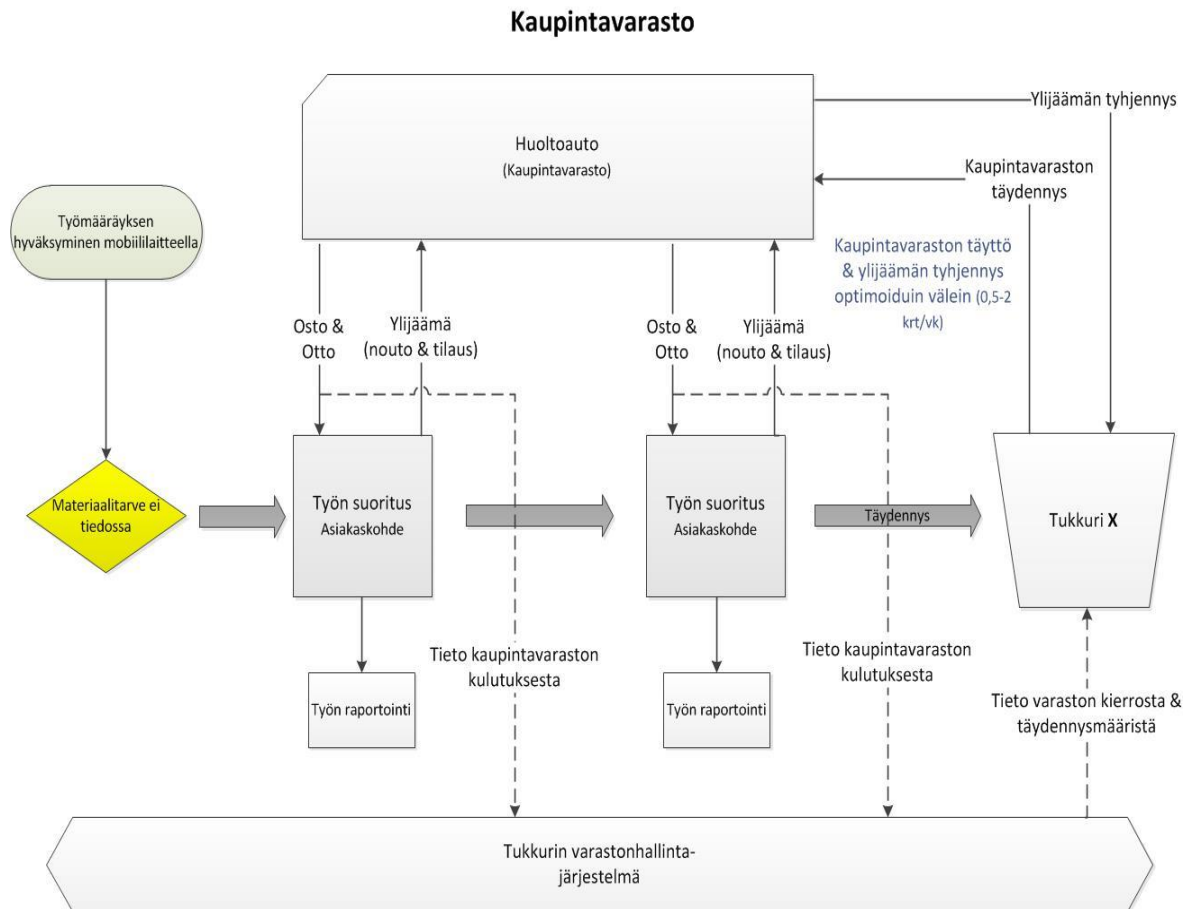 Kaupintavarasto
Ylijäämän tyhjennys
Huoltoauto
(Kaupintavarasto)
Kaupintavaraston
täydennys
Työmääräyksen
hyväksyminen mobiililaitteella
Kaupintavaraston täyttö
& ylijäämän tyhjennys
optimoiduin välein (0,5-2
krt/vk)
Osto &
Otto
Ylijäämä
(nouto & tilaus)
Osto &
Otto
Ylijäämä
(nouto & tilaus)
Materiaalitarve ei
tiedossa
Työn suoritus
Asiakaskohde
Työn suoritus
Asiakaskohde
Täydennys
Tukkuri X
Tieto kaupintavaraston
kulutuksesta
Tieto kaupintavaraston
kulutuksesta
Työn raportointi
Työn raportointi
Tieto varaston kierrosta &
täydennysmääristä
Tukkurin varastonhallinta-
järjestelmä